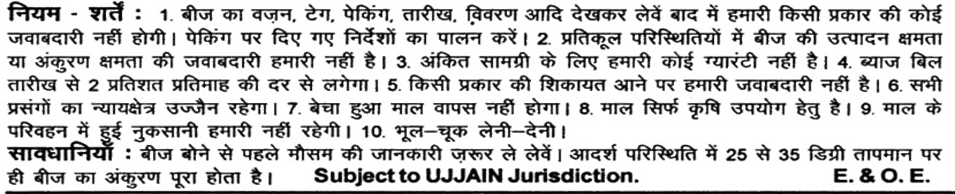 नियम - शर्तें : 1. बीज का वज़न, टेग, पेकिंग, तारीख, विवरण आदि देखकर लेवें बाद में हमारी किसी प्रकार की कोई
जवाबदारी नहीं होगी। पेकिंग पर दिए गए निर्देशों का पालन करें। 2. प्रतिकूल परिस्थितियों में बीज की उत्पादन क्षमता
या अंकुरण क्षमता की जवाबदारी हमारी नहीं है। 3. अंकित सामग्री के लिए हमारी कोई ग्यारंटी नहीं है। 4. ब्याज बिल
तारीख से 2 प्रतिशत प्रतिमाह की दर से लगेगा। 5. किसी प्रकार की शिकायत आने पर हमारी जवाबदारी नहीं है। 6. सभी
प्रसंगों का न्यायक्षेत्र उज्जैन रहेगा। 7. बेचा हुआ माल वापस नहीं होगा। 8. माल सिर्फ कृषि उपयोग हेतु है। 9. माल के
परिवहन में हुई नुकसानी हमारी नहीं रहेगी। 10. भूल–चूक लेनी–देनी।
सावधानियाँ : बीज बोने से पहले मौसम की जानकारी ज़रूर ले लेवें। आदर्श परिस्थिति में 25 से 35 डिग्री तापमान पर
ही बीज का अंकुरण पूरा होता है। Subject to UJJAIN Jurisdiction. E. & O. E.